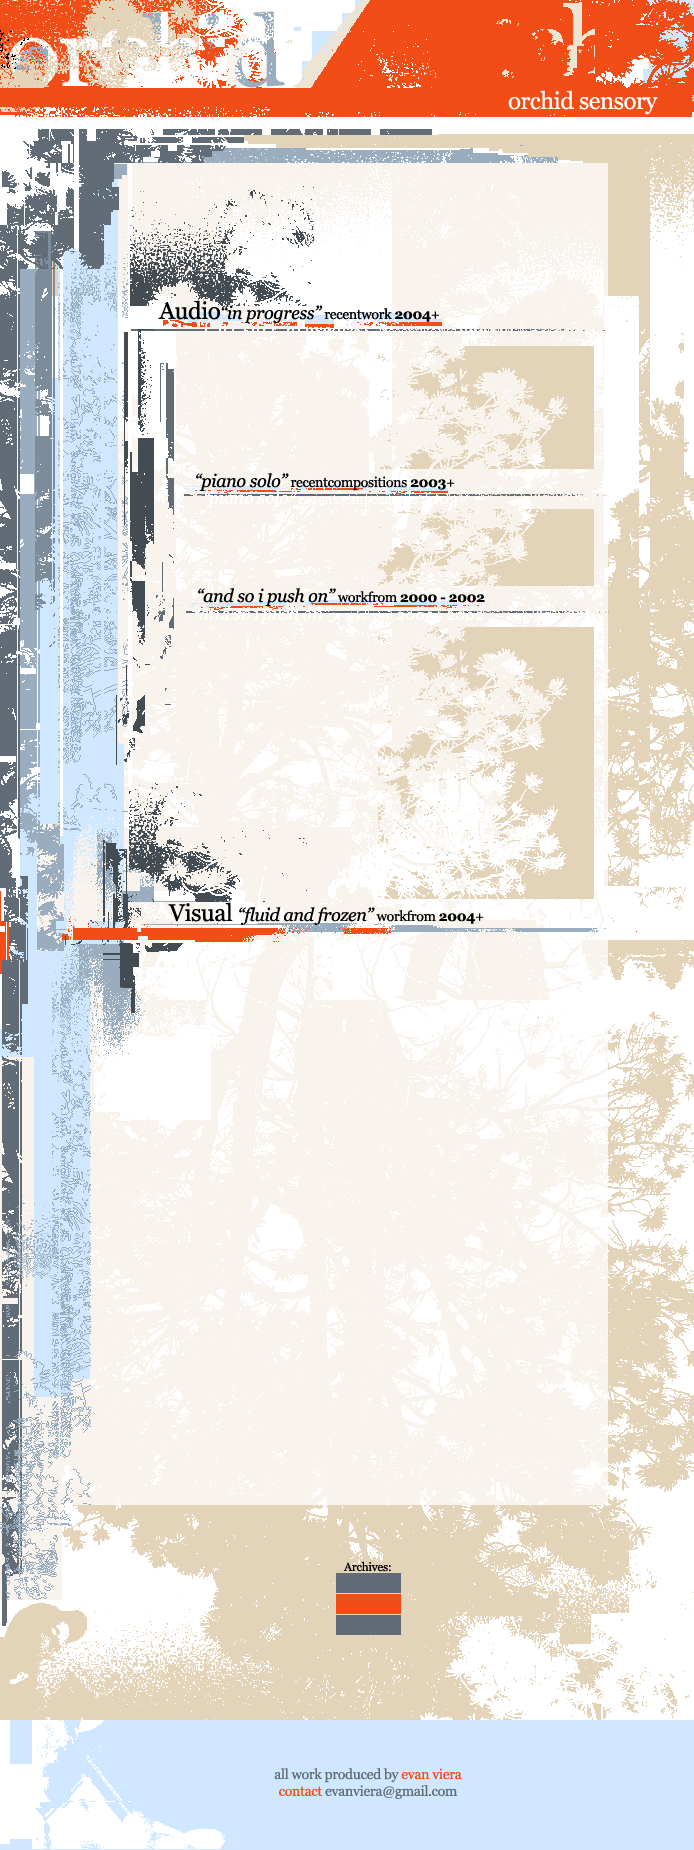 orchid
h
orchid sensory
Audio“in progress” recentwork 2004+
“piano solo” recentcompositions 2003+
“and so i push on” workfrom 2000 - 2002
Visual “fluid and frozen” workfrom 2004+
Archives:
all work produced by evan viera
contact evanviera@gmail.com